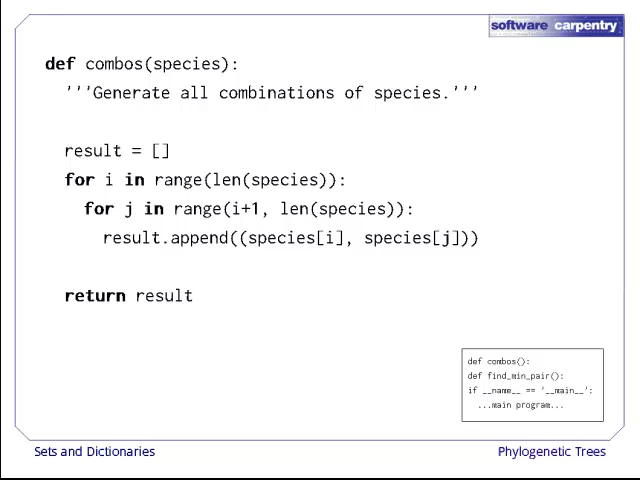 software carpentry
def combos(species):
'''Generate all combinations of species.'''
result = []
for i in range(len(species)):
for j in range(i+1, len(species)):
result.append((species[i], species[j]))
return result
def combos():
def find_min_pair():
if __name__ == '__main__':
...main program...
Sets and Dictionaries
Phylogenetic Trees